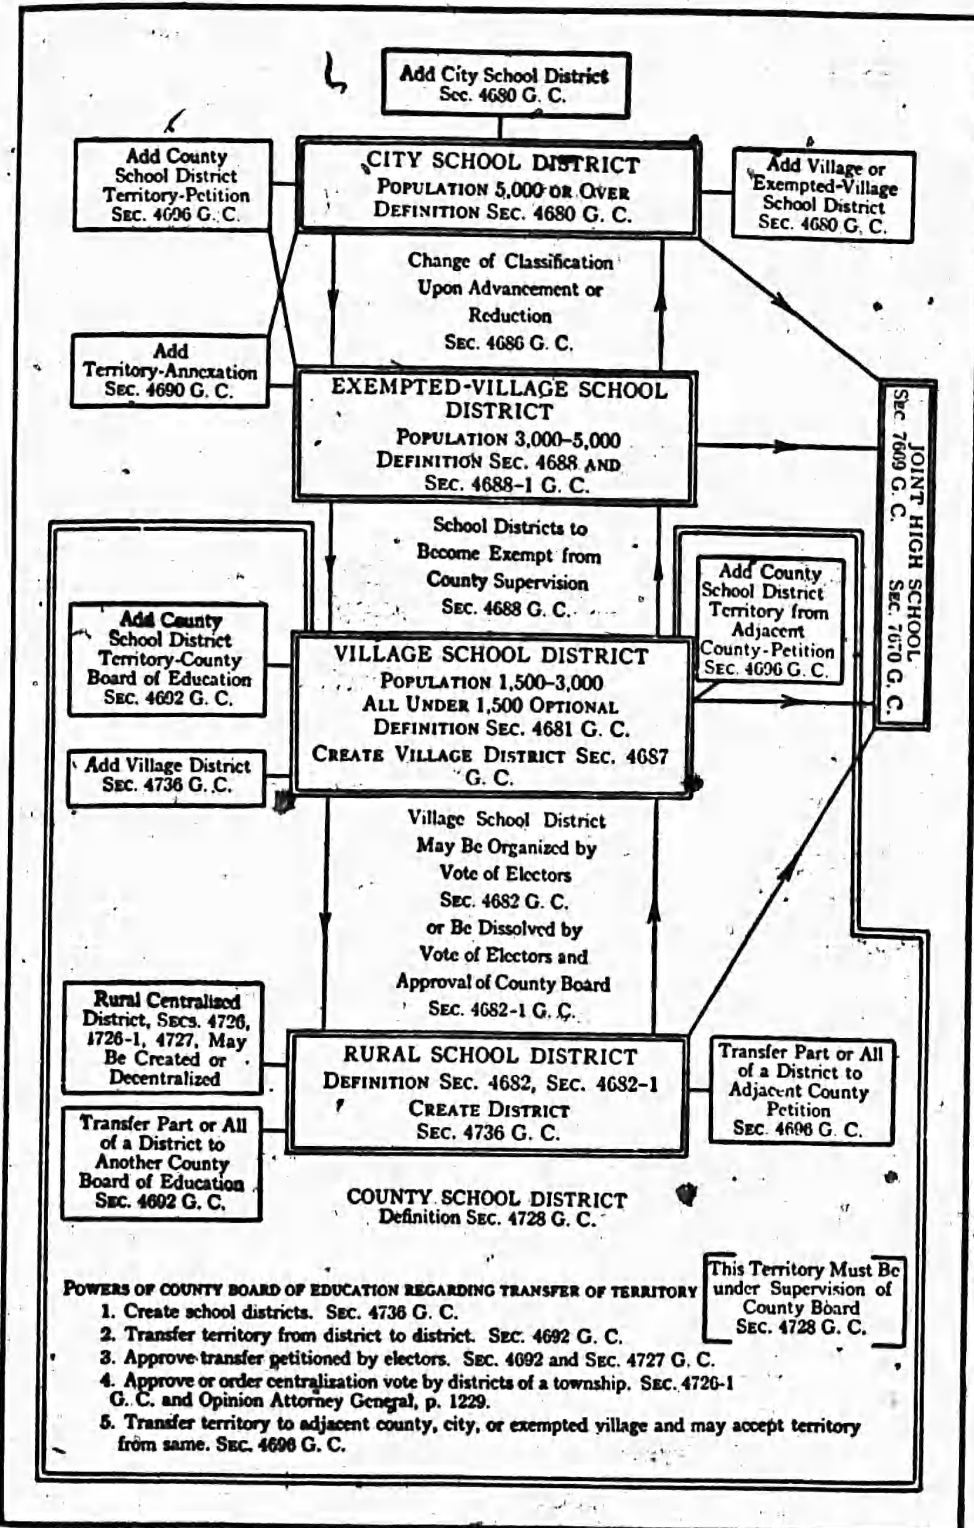 Add City School District
Sec. 4680 G. C.
Add County
School District
Territory-Petition
Sec. 4696 G. C.
CITY SCHOOL DISTRICT
Population 5,000 or Over
Definition Sec. 4680 G. C.
Add Village or
Exempted-Village
School District
Sec. 4680 G. C.
Change of Classification
Upon Advancement or
Reduction
Sec. 4686 G. C.
Add
Territory-Annexation
Sec. 4690 G. C.
EXEMPTED-VILLAGE SCHOOL
DISTRICT
Population 3,000–5,000
Definition Sec. 4688 and
Sec. 4688-1 G. C.
JOINT HIGH SCHOOL
Sec. 7669 G. C. Sec. 7670 G. C.
School Districts to
Become Exempt from
County Supervision
Sec. 4688 G. C.
Add County
School District
Territory from
Adjacent
County-Petition
Sec. 4696 G. C.
Add County
School District
Territory-County
Board of Education
Sec. 4692 G. C.
VILLAGE SCHOOL DISTRICT
Population 1,500–3,000
All Under 1,500 Optional
Definition Sec. 4681 G. C.
Create Village District Sec. 4687
G. C.
Add Village District
Sec. 4736 G. C.
Village School District
May Be Organized by
Vote of Electors
Sec. 4682 G. C.
or Be Dissolved by
Vote of Electors and
Approval of County Board
Sec. 4682-1 G. C.
Rural Centralized
District, Secs. 4726,
1726-1, 4727, May
Be Created or
Decentralized
RURAL SCHOOL DISTRICT
Definition Sec. 4682, Sec. 4682-1
Create District
Sec. 4736 G. C.
Transfer Part or All
of a District to
Adjacent County
Petition
Sec. 4696 G. C.
Transfer Part or All
of a District to
Another County
Board of Education
Sec. 4692 G. C.
COUNTY SCHOOL DISTRICT
Definition Sec. 4728 G. C.
This Territory Must Be
under Supervision of
County Board
Sec. 4728 G. C.
Powers of County Board of Education Regarding Transfer of Territory
1. Create school districts. Sec. 4736 G. C.
2. Transfer territory from district to district. Sec. 4692 G. C.
3. Approve transfer petitioned by electors. Sec. 4692 and Sec. 4727 G. C.
4. Approve or order centralization vote by districts of a township. Sec. 4726-1
G. C. and Opinion Attorney General, p. 1229.
5. Transfer territory to adjacent county, city, or exempted village and may accept territory
from same. Sec. 4696 G. C.